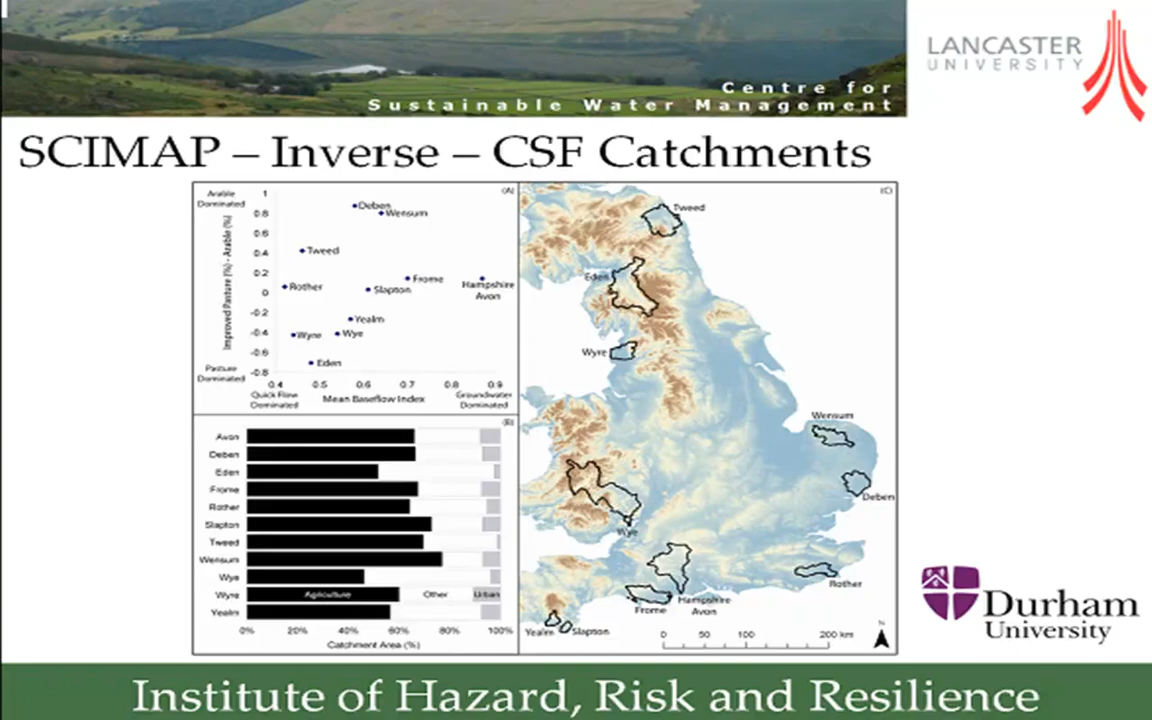 Centre for
Sustainable Water Management
LANCASTER
UNIVERSITY
SCIMAP – Inverse – CSF Catchments
(A)
Arable
Dominated
Improved Pasture (%) - Arable (%)
Pasture
Dominated
1
0.8
0.6
0.4
0.2
0
-0.2
-0.4
-0.6
-0.8
Deben
Wensum
Tweed
Frome
Rother
Slapton
Hampshire
Avon
Yealm
Wyre
Wye
Eden
0.4 0.5 0.6 0.7 0.8 0.9
Quick Flow
Dominated
Mean Baseflow Index
Groundwater
Dominated
(B)
Avon
Deben
Eden
Frome
Rother
Slapton
Tweed
Wensum
Wye
Wyre Agriculture Other Urban
Yealm
0% 20% 40% 60% 80% 100%
Catchment Area (%)
(C)
Tweed
Eden
Wyre
Wensum
Deben
Wye
Rother
Hampshire
Avon
Frome
Yealm
Slapton
0 50 100 200 km
N
Durham
University
Institute of Hazard, Risk and Resilience